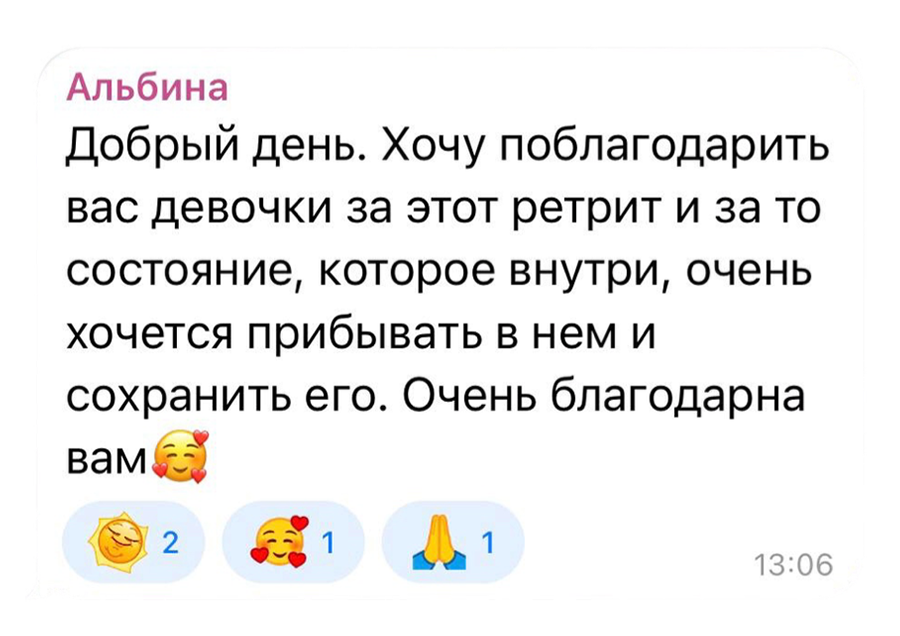 Альбина
Добрый день. Хочу поблагодарить
вас девочки за этот ретрит и за то
состояние, которое внутри, очень
хочется прибывать в нем и
сохранить его. Очень благодарна
вам🥰
2 1 1
13:06